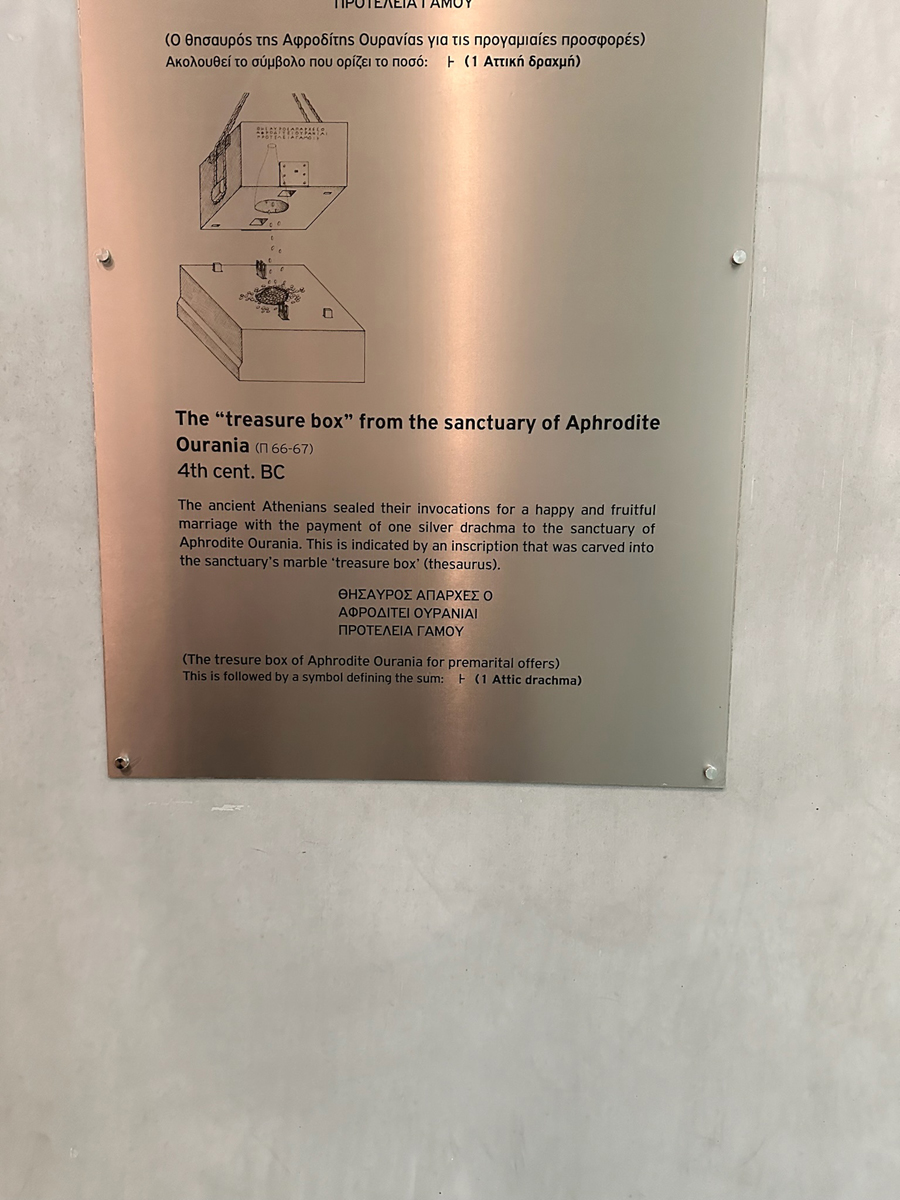 ΠΡΟΤΕΛΕΙΑ ΓΑΜΟΥ
(Ο θησαυρός της Αφροδίτης Ουρανίας για τις προγαμιαίες προσφορές)
Ακολουθεί το σύμβολο που ορίζει το ποσό: Ͱ (1 Αττική δραχμή)
The “treasure box” from the sanctuary of Aphrodite
Ourania (Π 66-67)
4th cent. BC
The ancient Athenians sealed their invocations for a happy and fruitful
marriage with the payment of one silver drachma to the sanctuary of
Aphrodite Ourania. This is indicated by an inscription that was carved into
the sanctuary’s marble ‘treasure box’ (thesaurus).
ΘΗΣΑΥΡΟΣ ΑΠΑΡΧΕΣ Ο
ΑΦΡΟΔΙΤΕΙ ΟΥΡΑΝΙΑΙ
ΠΡΟΤΕΛΕΙΑ ΓΑΜΟΥ
(The tresure box of Aphrodite Ourania for premarital offers)
This is followed by a symbol defining the sum: Ͱ (1 Attic drachma)